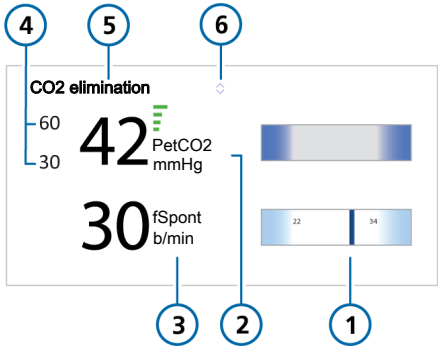 4 5 6
CO2 elimination
60
42
PetCO2
mmHg
30
30
fSpont
b/min
22 34
3 2 1